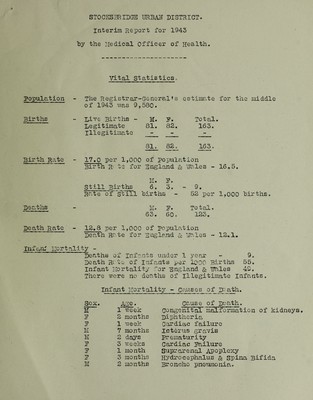 STOCKSBRIDGE URBAN DISTRICT.
Interim Report for 1943
by the Medical Officer of Health.
Vital Statistics.
Population - The Registrar-General's estimate for the middle
of 1943 was 9,580.
Births - Live Births - M. F. Total.
Legitimate 81. 82. 163.
Illegitimate - - -
81. 82. 163.
Birth Rate - 17.0 per 1,000 of Population
Birth Rate for England & Wales - 16.5.
M. F.
Still Births 6. 3. - 9.
Rate of Still births - 52 per 1,000 births.
Deaths - M. F. Total.
63. 60. 123.
Death Rate - 12.8 per 1,000 of Population
Death Rate for England & Wales - 12.1.
Infant Mortality -
Deaths of Infants under 1 year - 9.
Death Rate of Infants per 1000 Births 55.
Infant Mortality for England & Wales 49.
There were no deaths of Illegitimate Infants.
Infant Mortality - Causes of Death.
Sex. Age. Cause of Death.
M 1 week Congenital malformation of kidneys.
F 2 months Diphtheria
F 1 week Cardiac failure
M 7 months Icterus gravis
M 2 days Prematurity
F 3 weeks Cardiac Failure
F 1 month Suprarenal Apoplexy
F 3 months Hydrocephalus & Spina Bifida
M 2 months Broncho pneumonia.